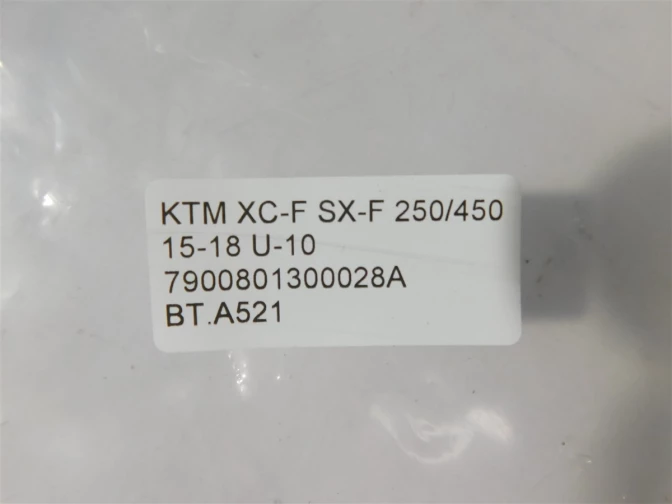 KTM XC-F SX-F 250/450
15-18 U-10
7900801300028A
BT.A521